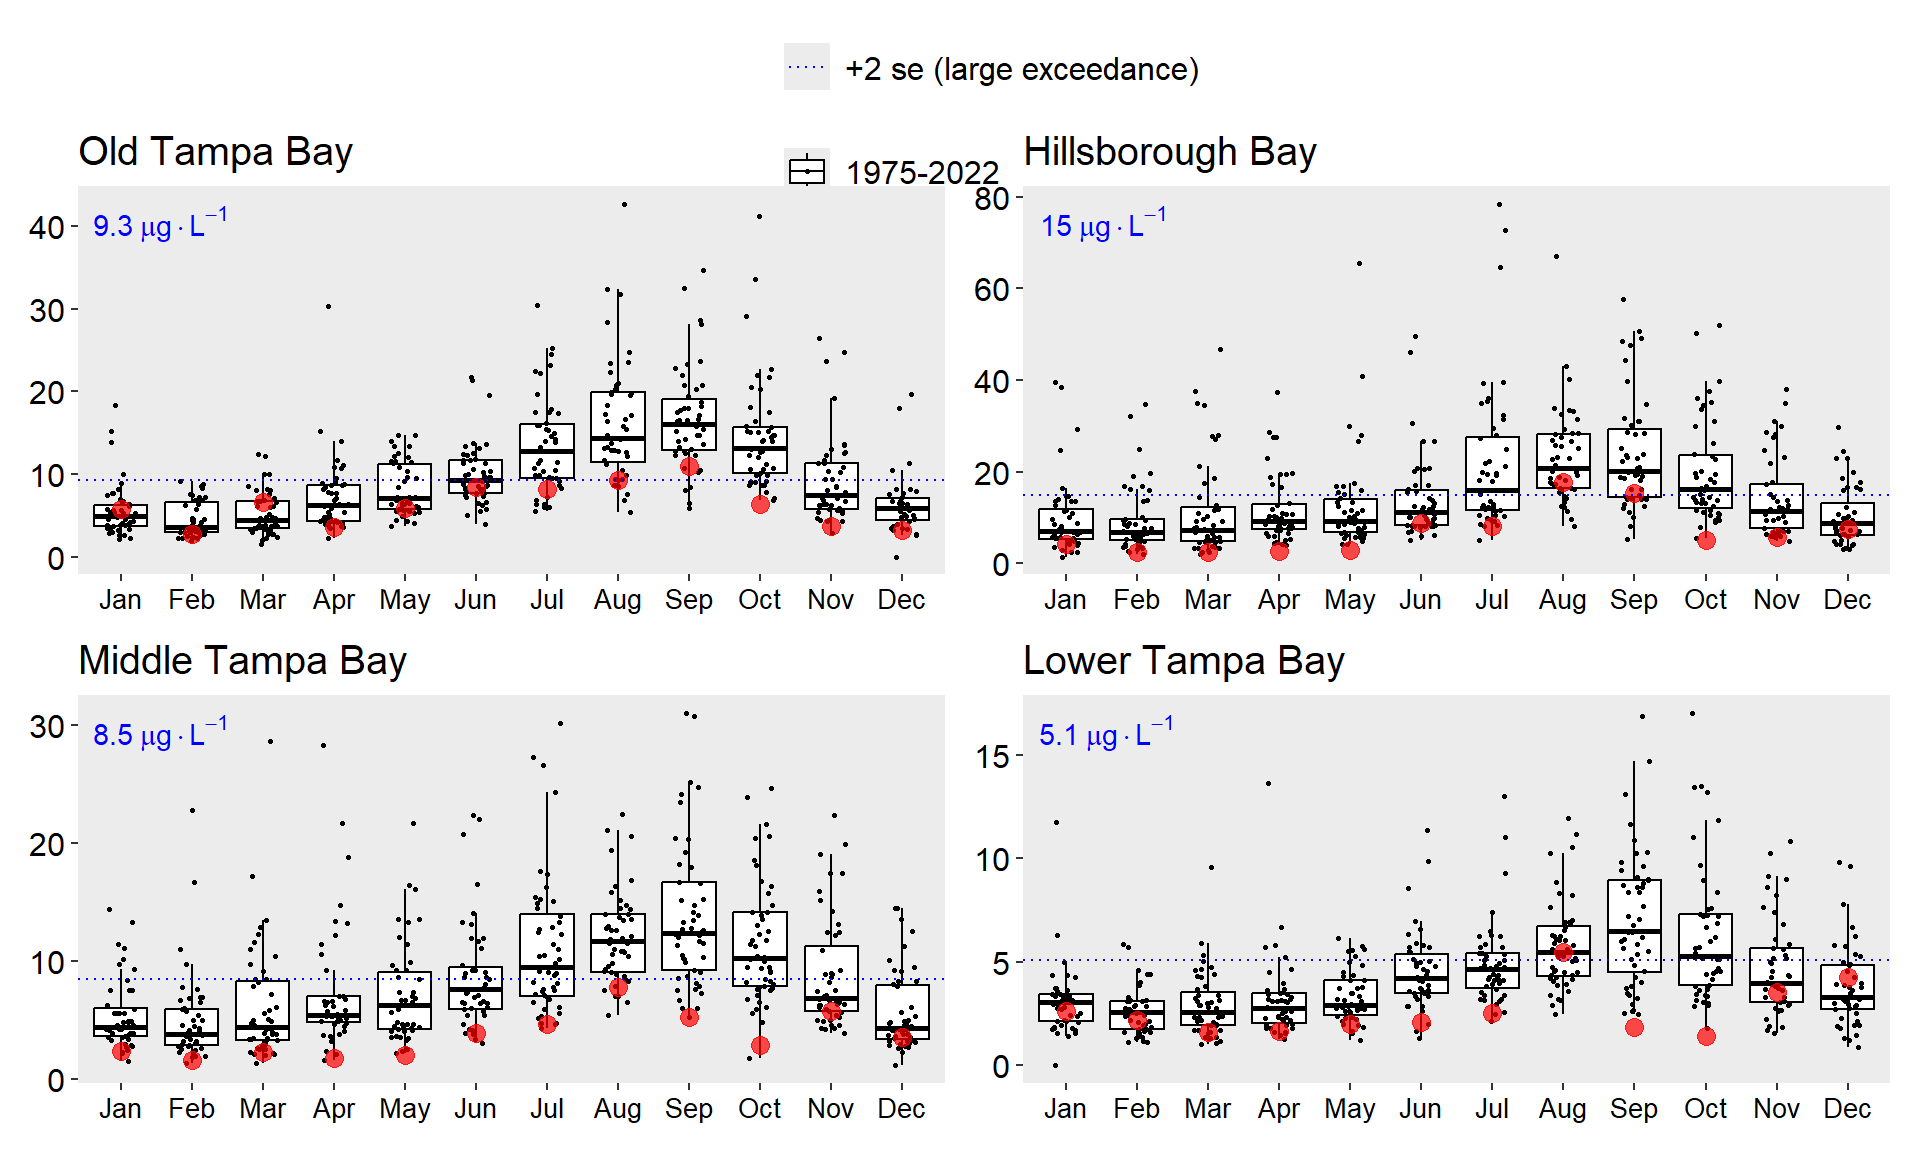 +2 se (large exceedance)
1975-2022
Old Tampa Bay
9.3 μg·L⁻¹
40
30
20
10
0
Jan Feb Mar Apr May Jun Jul Aug Sep Oct Nov Dec
Hillsborough Bay
15 μg·L⁻¹
80
60
40
20
0
Jan Feb Mar Apr May Jun Jul Aug Sep Oct Nov Dec
Middle Tampa Bay
8.5 μg·L⁻¹
30
20
10
0
Jan Feb Mar Apr May Jun Jul Aug Sep Oct Nov Dec
Lower Tampa Bay
5.1 μg·L⁻¹
15
10
5
0
Jan Feb Mar Apr May Jun Jul Aug Sep Oct Nov Dec